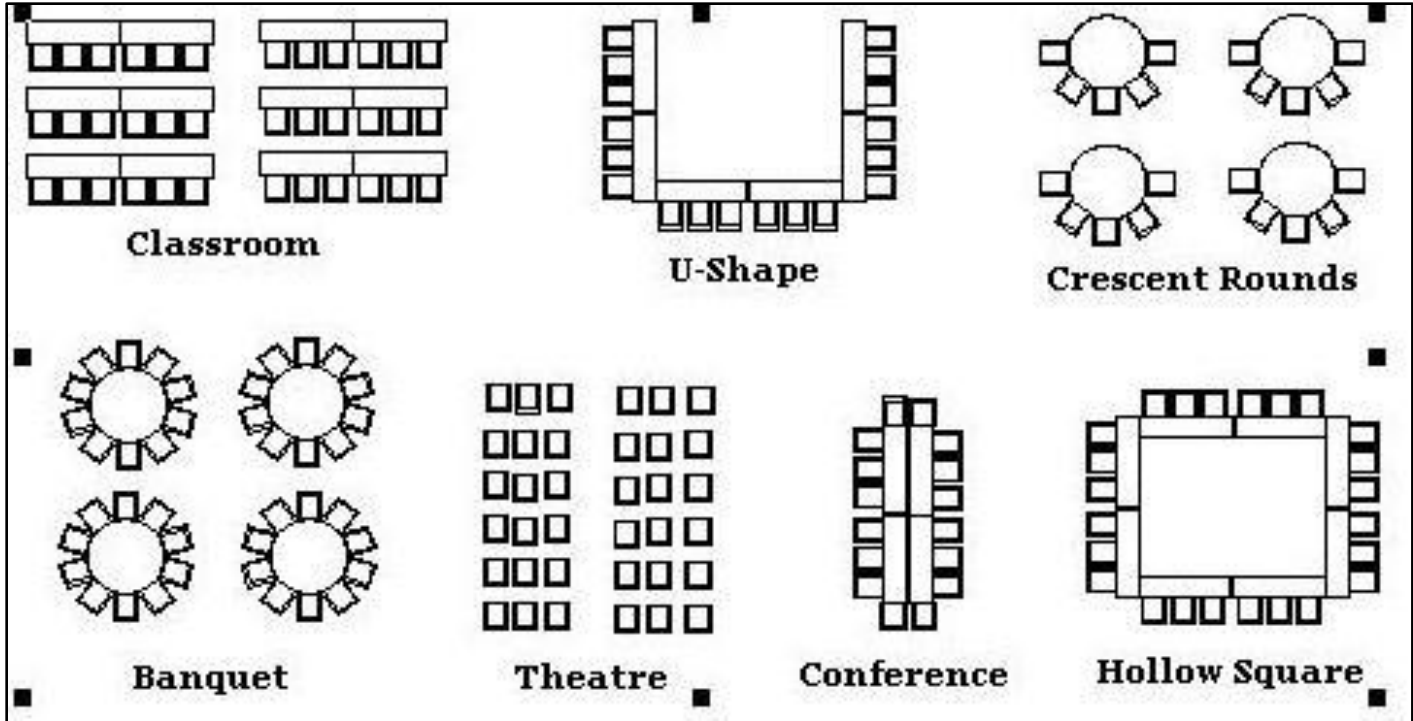 Classroom
U-Shape
Crescent Rounds
Banquet
Theatre
Conference
Hollow Square